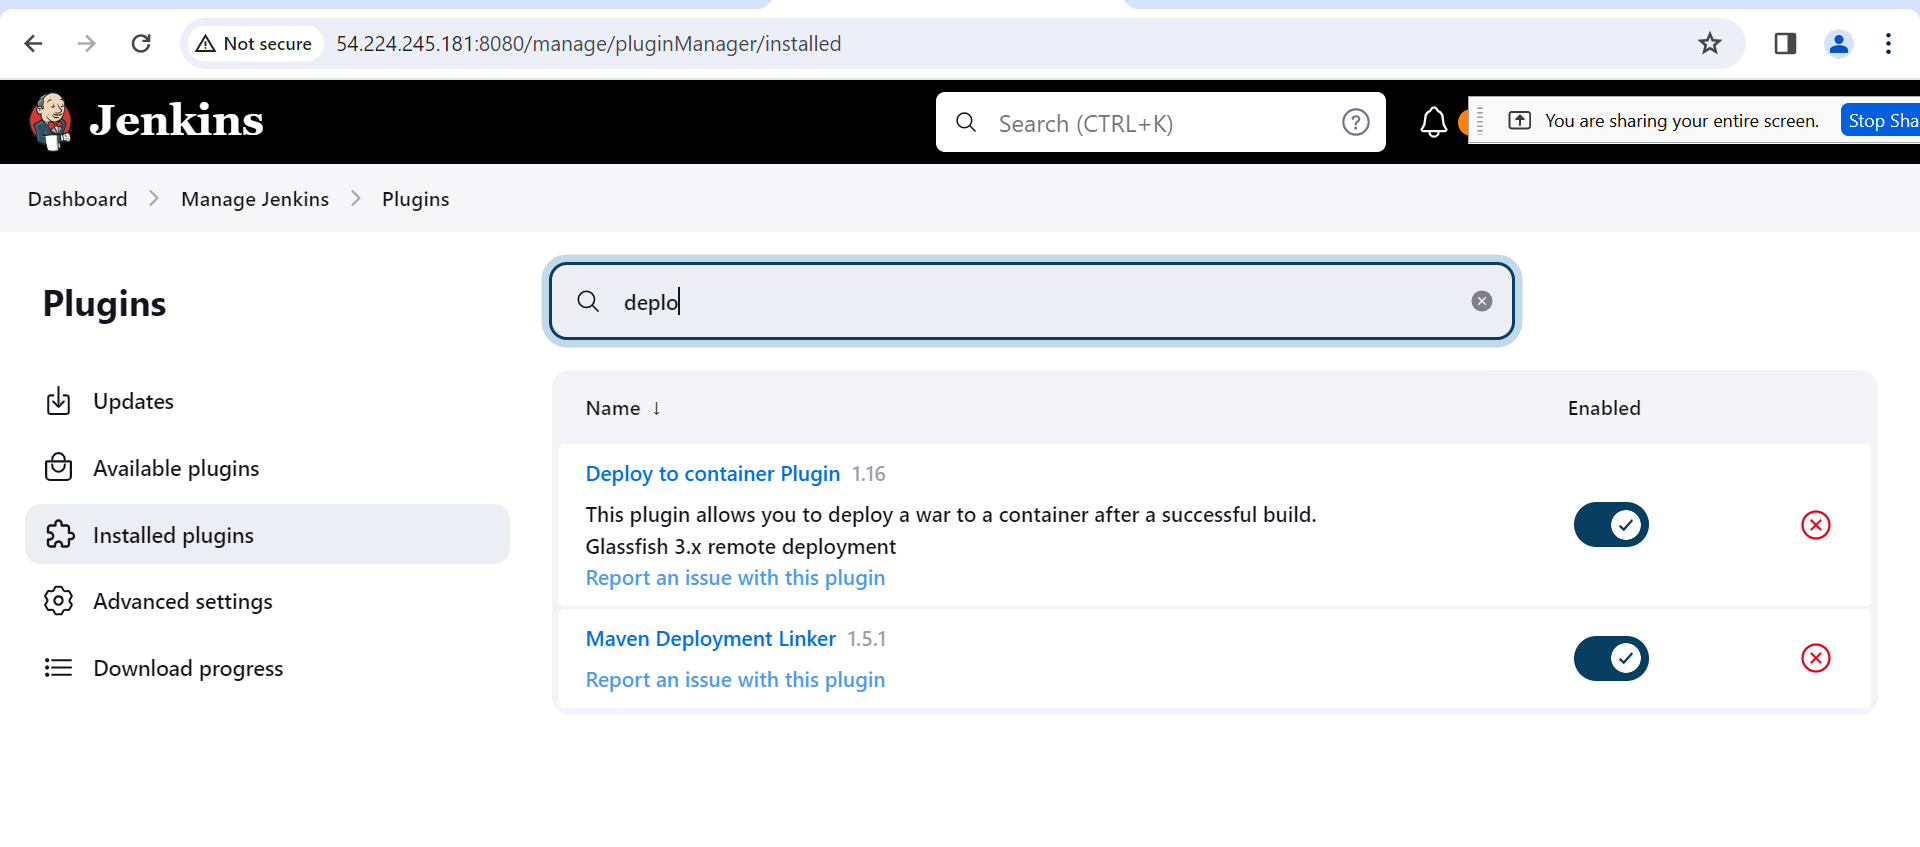 Not secure 54.224.245.181:8080/manage/pluginManager/installed
Jenkins
Search (CTRL+K)
You are sharing your entire screen.
Stop Sha
Dashboard
Manage Jenkins
Plugins
Plugins
deplo
Updates
Available plugins
Installed plugins
Advanced settings
Download progress
Name ↓ Enabled
Deploy to container Plugin 1.16
This plugin allows you to deploy a war to a container after a successful build.
Glassfish 3.x remote deployment
Report an issue with this plugin
Maven Deployment Linker 1.5.1
Report an issue with this plugin